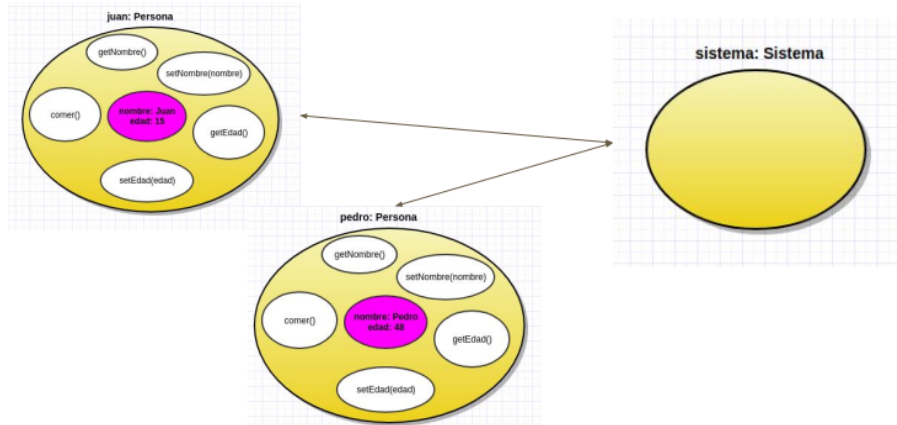 juan: Persona
getNombre()
setNombre(nombre)
comer()
nombre: Juan
edad: 15
getEdad()
setEdad(edad)
sistema: Sistema
pedro: Persona
getNombre()
setNombre(nombre)
comer()
nombre: Pedro
edad: 48
getEdad()
setEdad(edad)